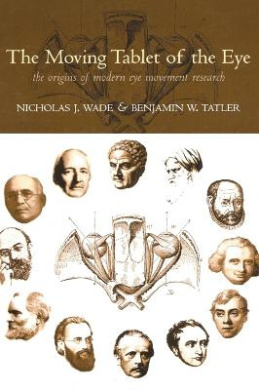 The Moving Tablet of the Eye
the origins of modern eye movement research
NICHOLAS J. WADE & BENJAMIN W. TATLER